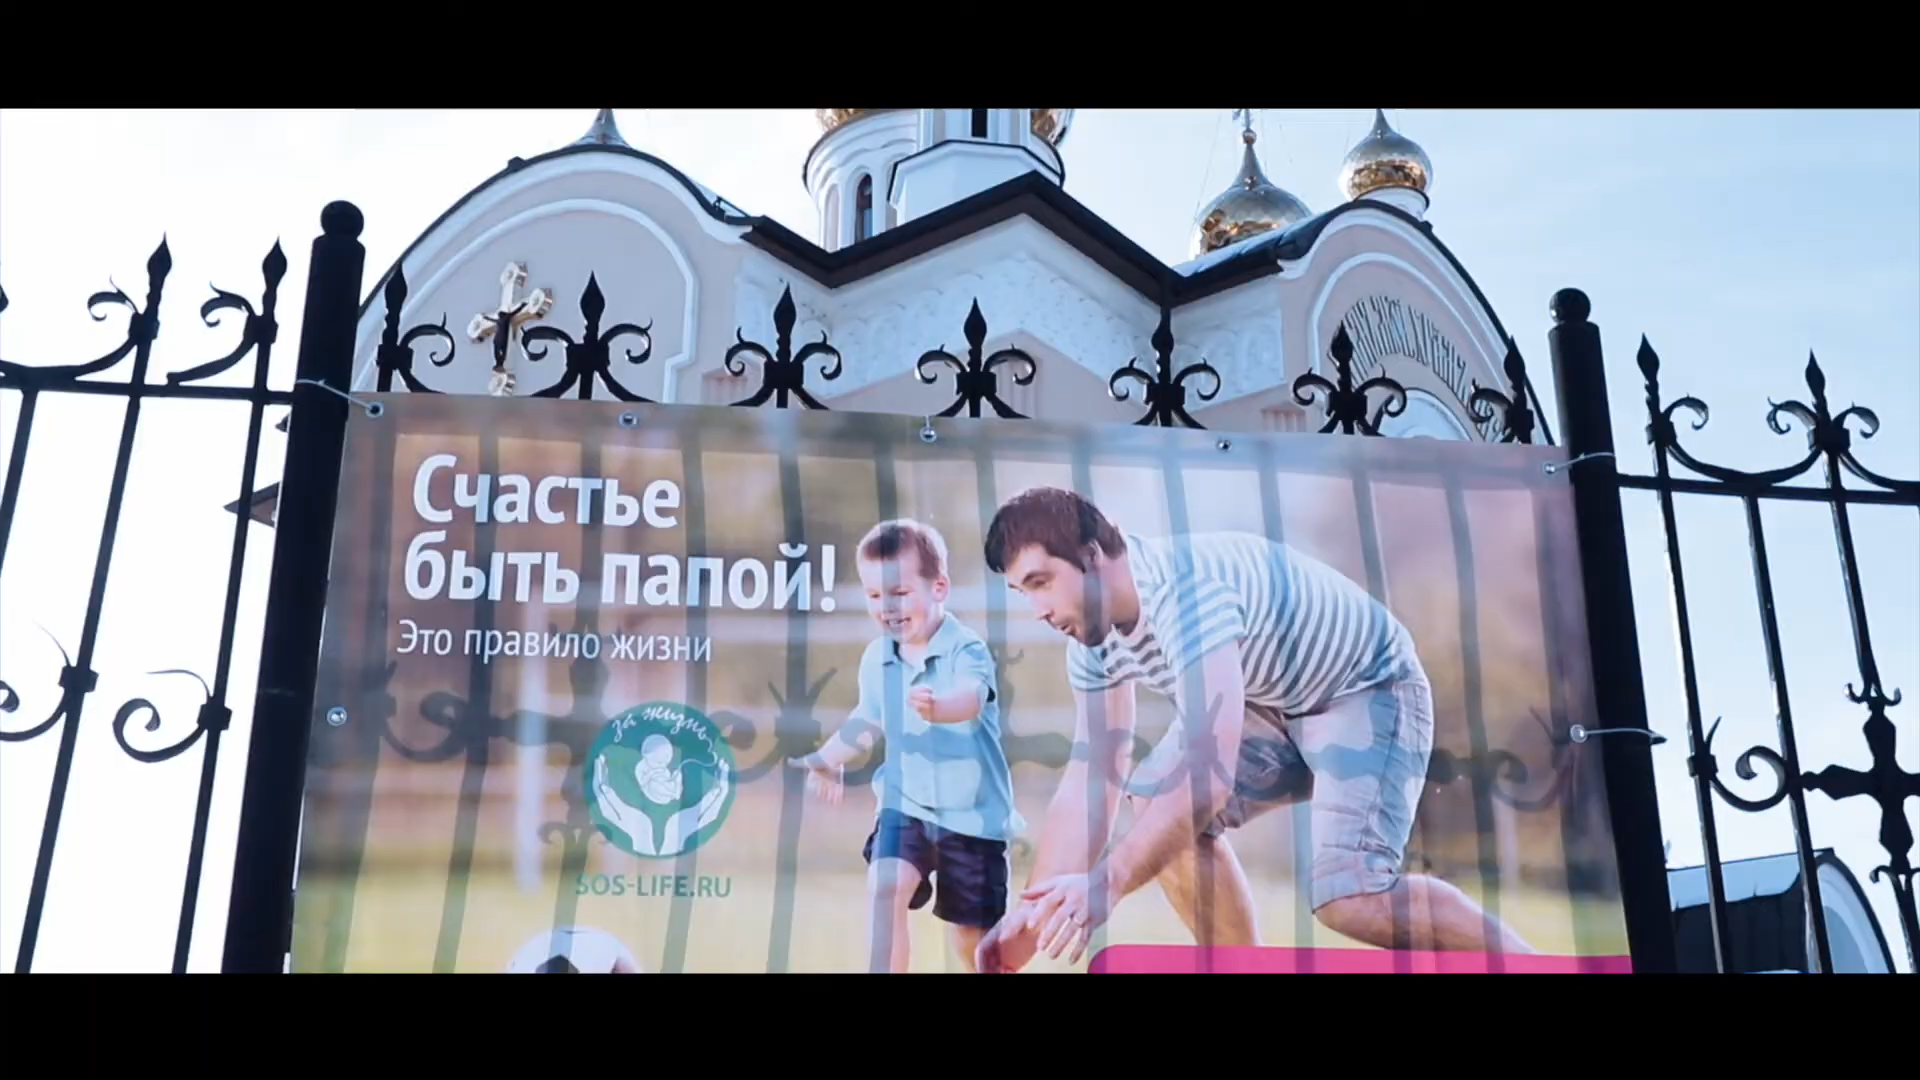 Счастье
быть папой!
Это правило жизни
за жизнь
SOS-LIFE.RU